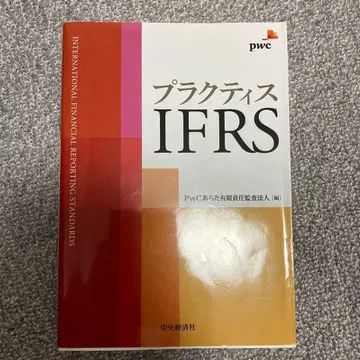 pwc
プラクティス
IFRS
PwCあらた有限責任監査法人〔編〕
INTERNATIONAL FINANCIAL REPORTING STANDARDS
中央経済社